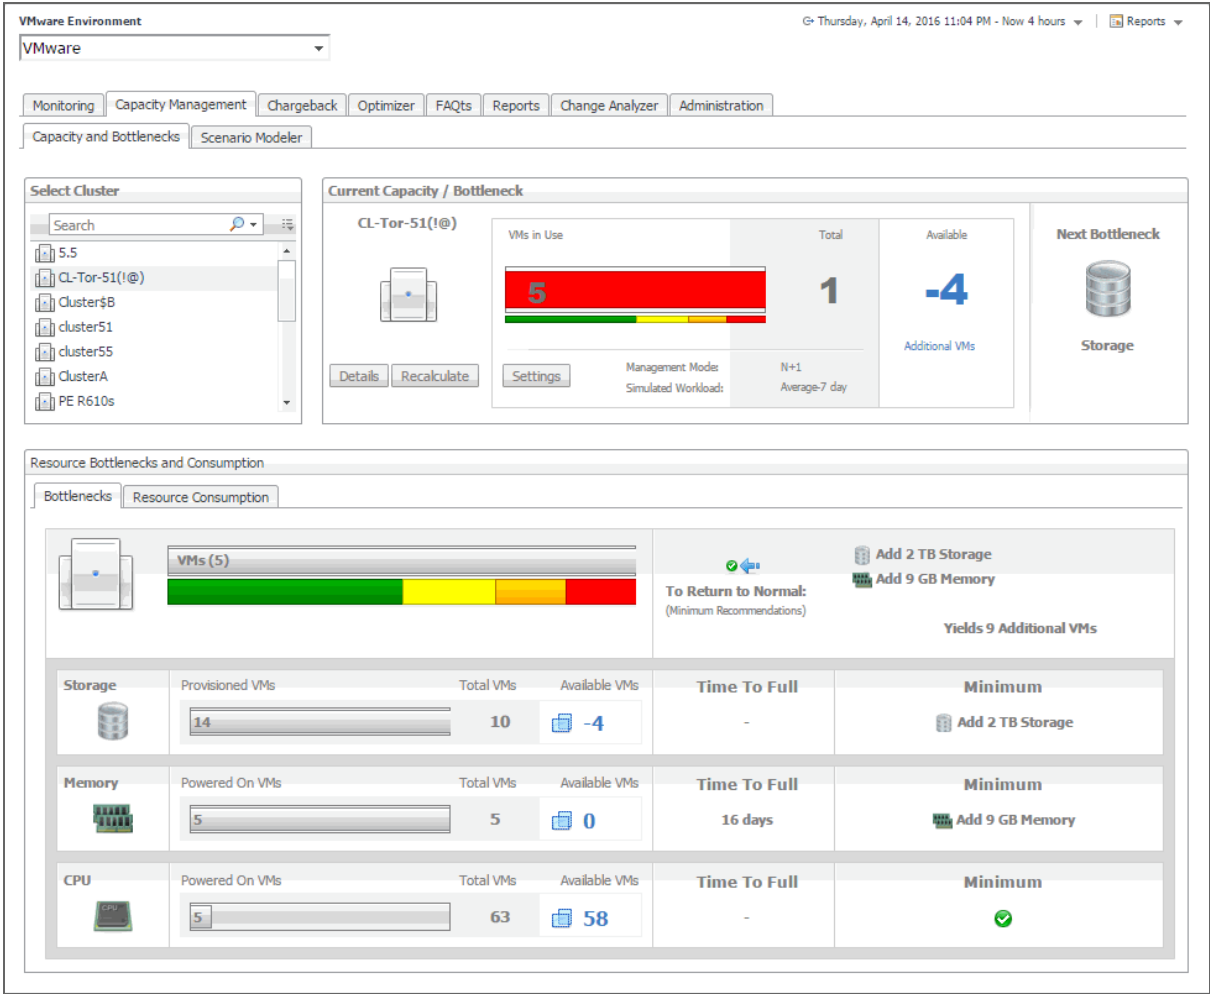 VMware Environment
Thursday, April 14, 2016 11:04 PM - Now 4 hours
Reports
VMware
Monitoring
Capacity Management
Chargeback
Optimizer
FAQts
Reports
Change Analyzer
Administration
Capacity and Bottlenecks
Scenario Modeler
Select Cluster
Search
5.5
CL-Tor-51(!@)
Cluster$B
cluster51
cluster55
ClusterA
PE R610s
Current Capacity / Bottleneck
CL-Tor-51(!@)
Details
Recalculate
VMs in Use
Total
Available
5
1
-4
Additional VMs
Settings
Management Mode:
N+1
Simulated Workload:
Average-7 day
Next Bottleneck
Storage
Resource Bottlenecks and Consumption
Bottlenecks
Resource Consumption
VMs (5)
To Return to Normal:
(Minimum Recommendations)
Add 2 TB Storage
Add 9 GB Memory
Yields 9 Additional VMs
Storage
Provisioned VMs
Total VMs
Available VMs
Time To Full
Minimum
14
10
-4
-
Add 2 TB Storage
Memory
Powered On VMs
Total VMs
Available VMs
Time To Full
Minimum
5
5
0
16 days
Add 9 GB Memory
CPU
Powered On VMs
Total VMs
Available VMs
Time To Full
Minimum
CPU
5
63
58
-